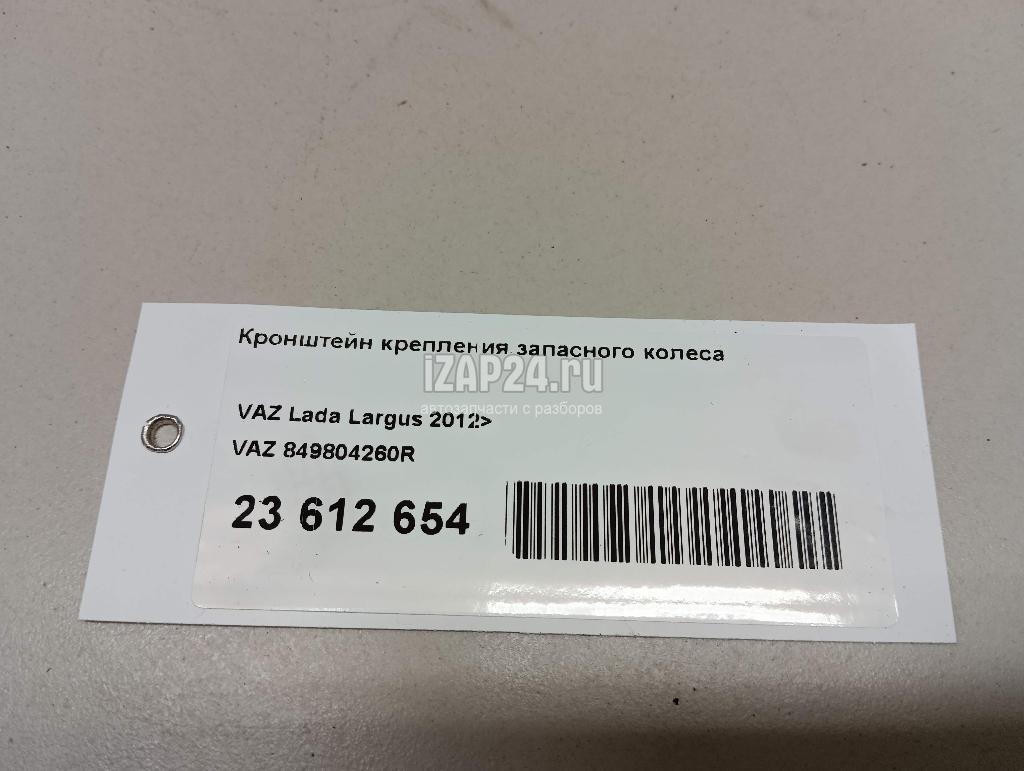 Кронштейн крепления запасного колеса
iZAP24.ru
автозапчасти с разборов
VAZ Lada Largus 2012>
VAZ 849804260R
23 612 654